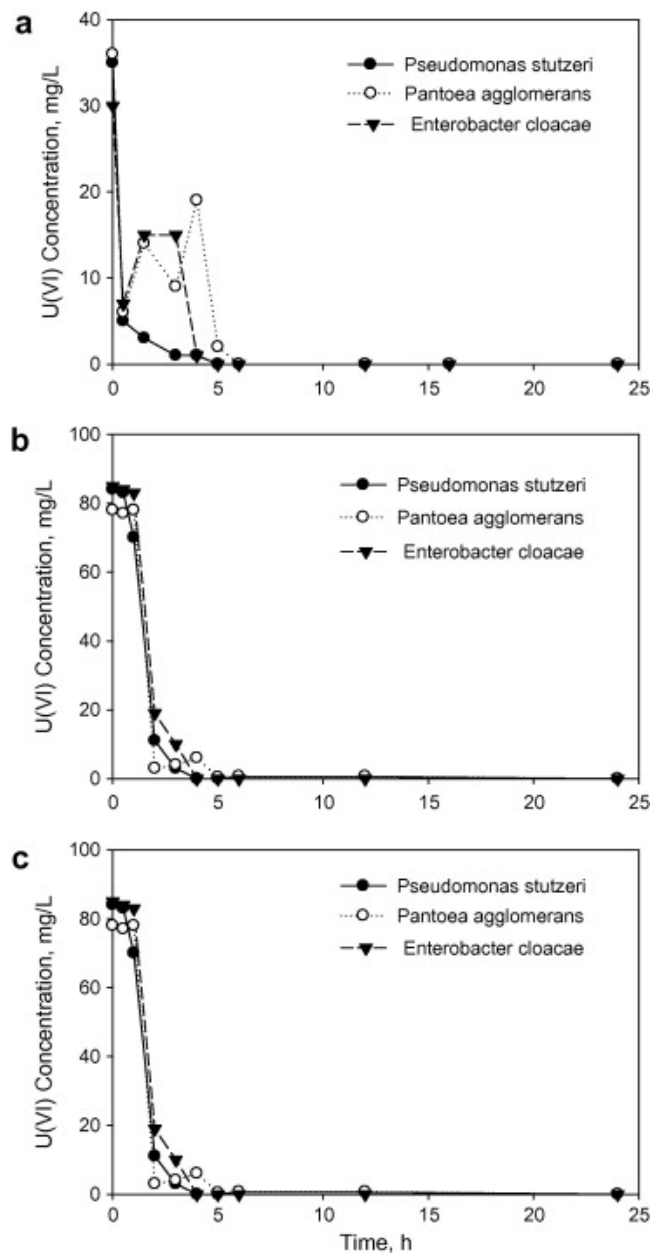 a
40
30
20
10
0
U(VI) Concentration, mg/L
Pseudomonas stutzeri
Pantoea agglomerans
Enterobacter cloacae
0 5 10 15 20 25
b
100
80
60
40
20
0
U(VI) Concentration, mg/L
Pseudomonas stutzeri
Pantoea agglomerans
Enterobacter cloacae
0 5 10 15 20 25
c
100
80
60
40
20
0
U(VI) Concentration, mg/L
Pseudomonas stutzeri
Pantoea agglomerans
Enterobacter cloacae
0 5 10 15 20 25
Time, h